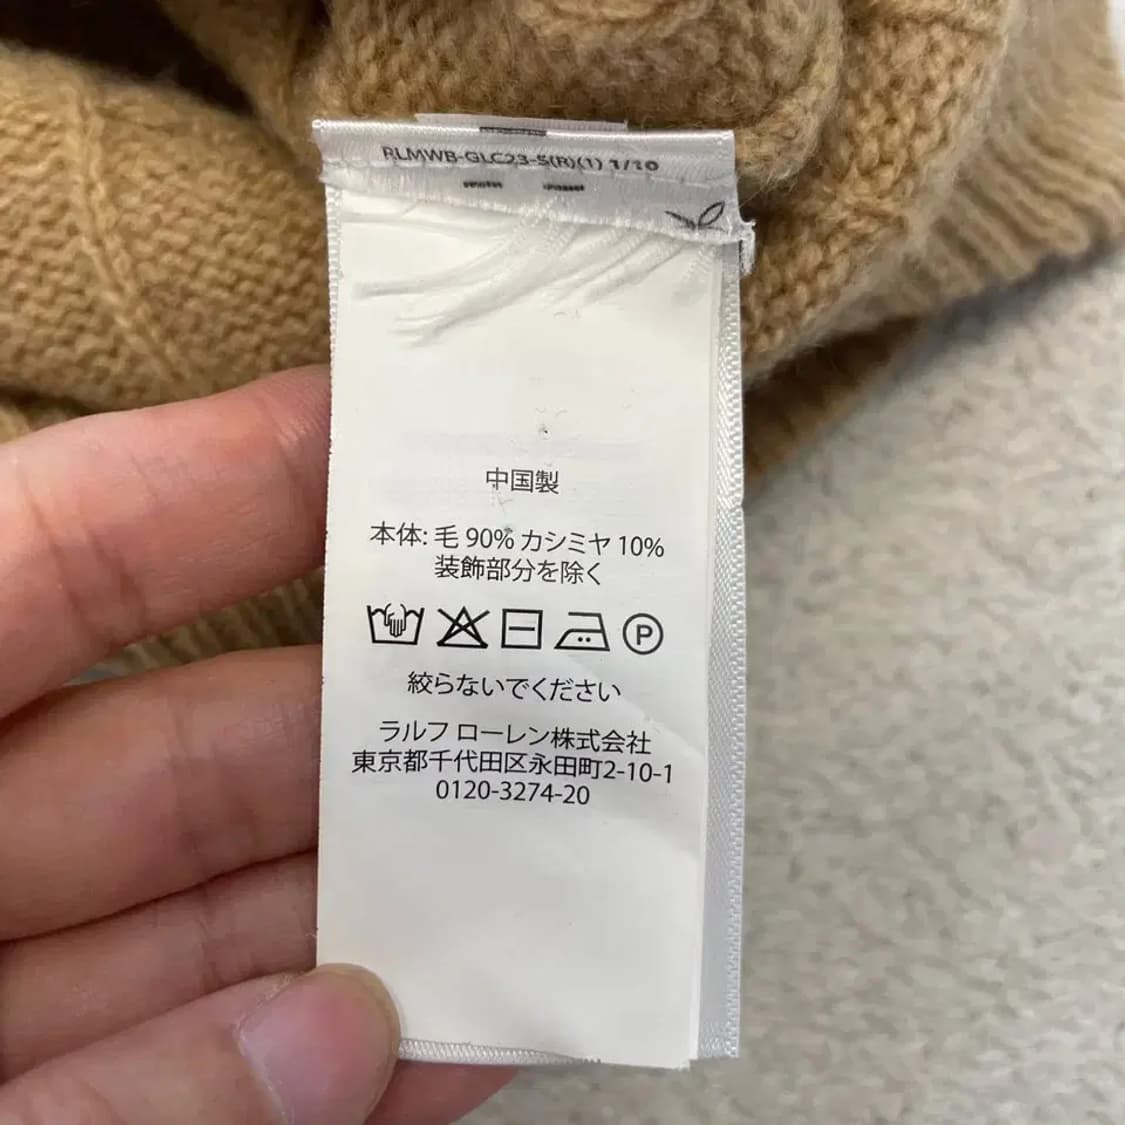 RLMWB-GLC23-S(R)(1) 1/10
中国製
本体: 毛 90% カシミヤ 10%
装飾部分を除く
P
絞らないでください
ラルフ ローレン株式会社
東京都千代田区永田町2-10-1
0120-3274-20